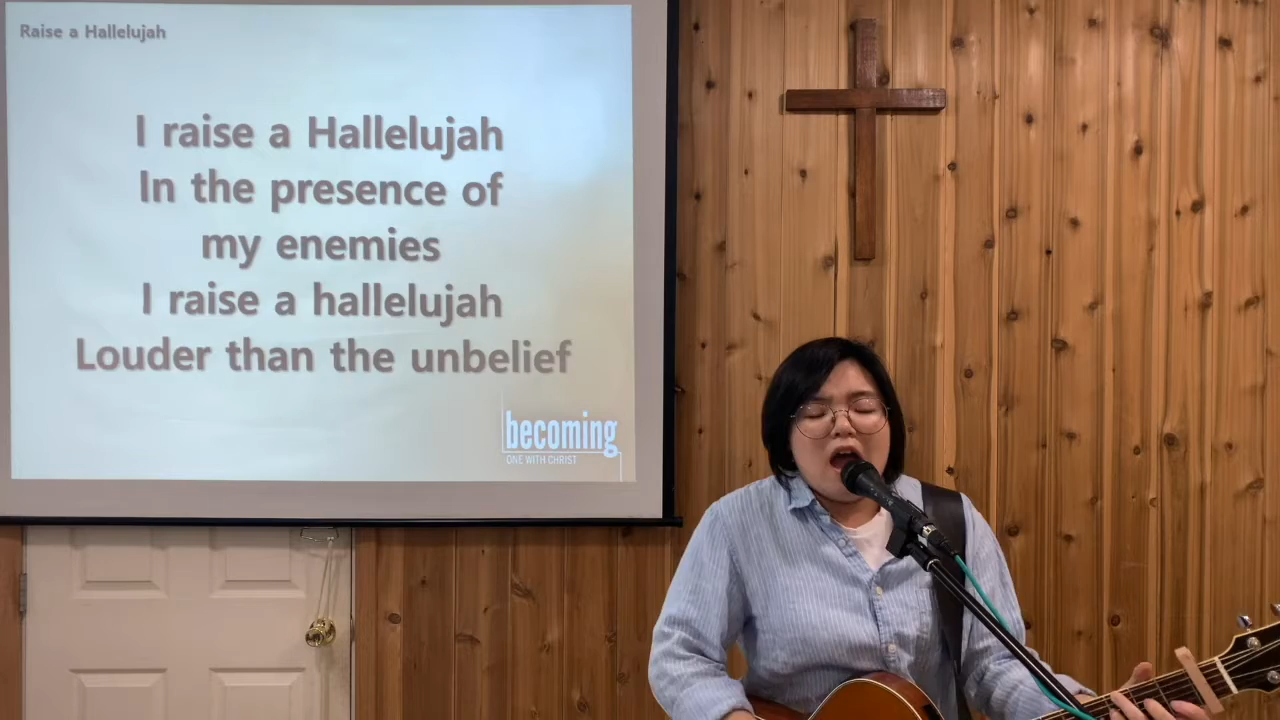 Raise a Hallelujah
I raise a Hallelujah
In the presence of
my enemies
I raise a hallelujah
Louder than the unbelief
becoming
ONE WITH CHRIST